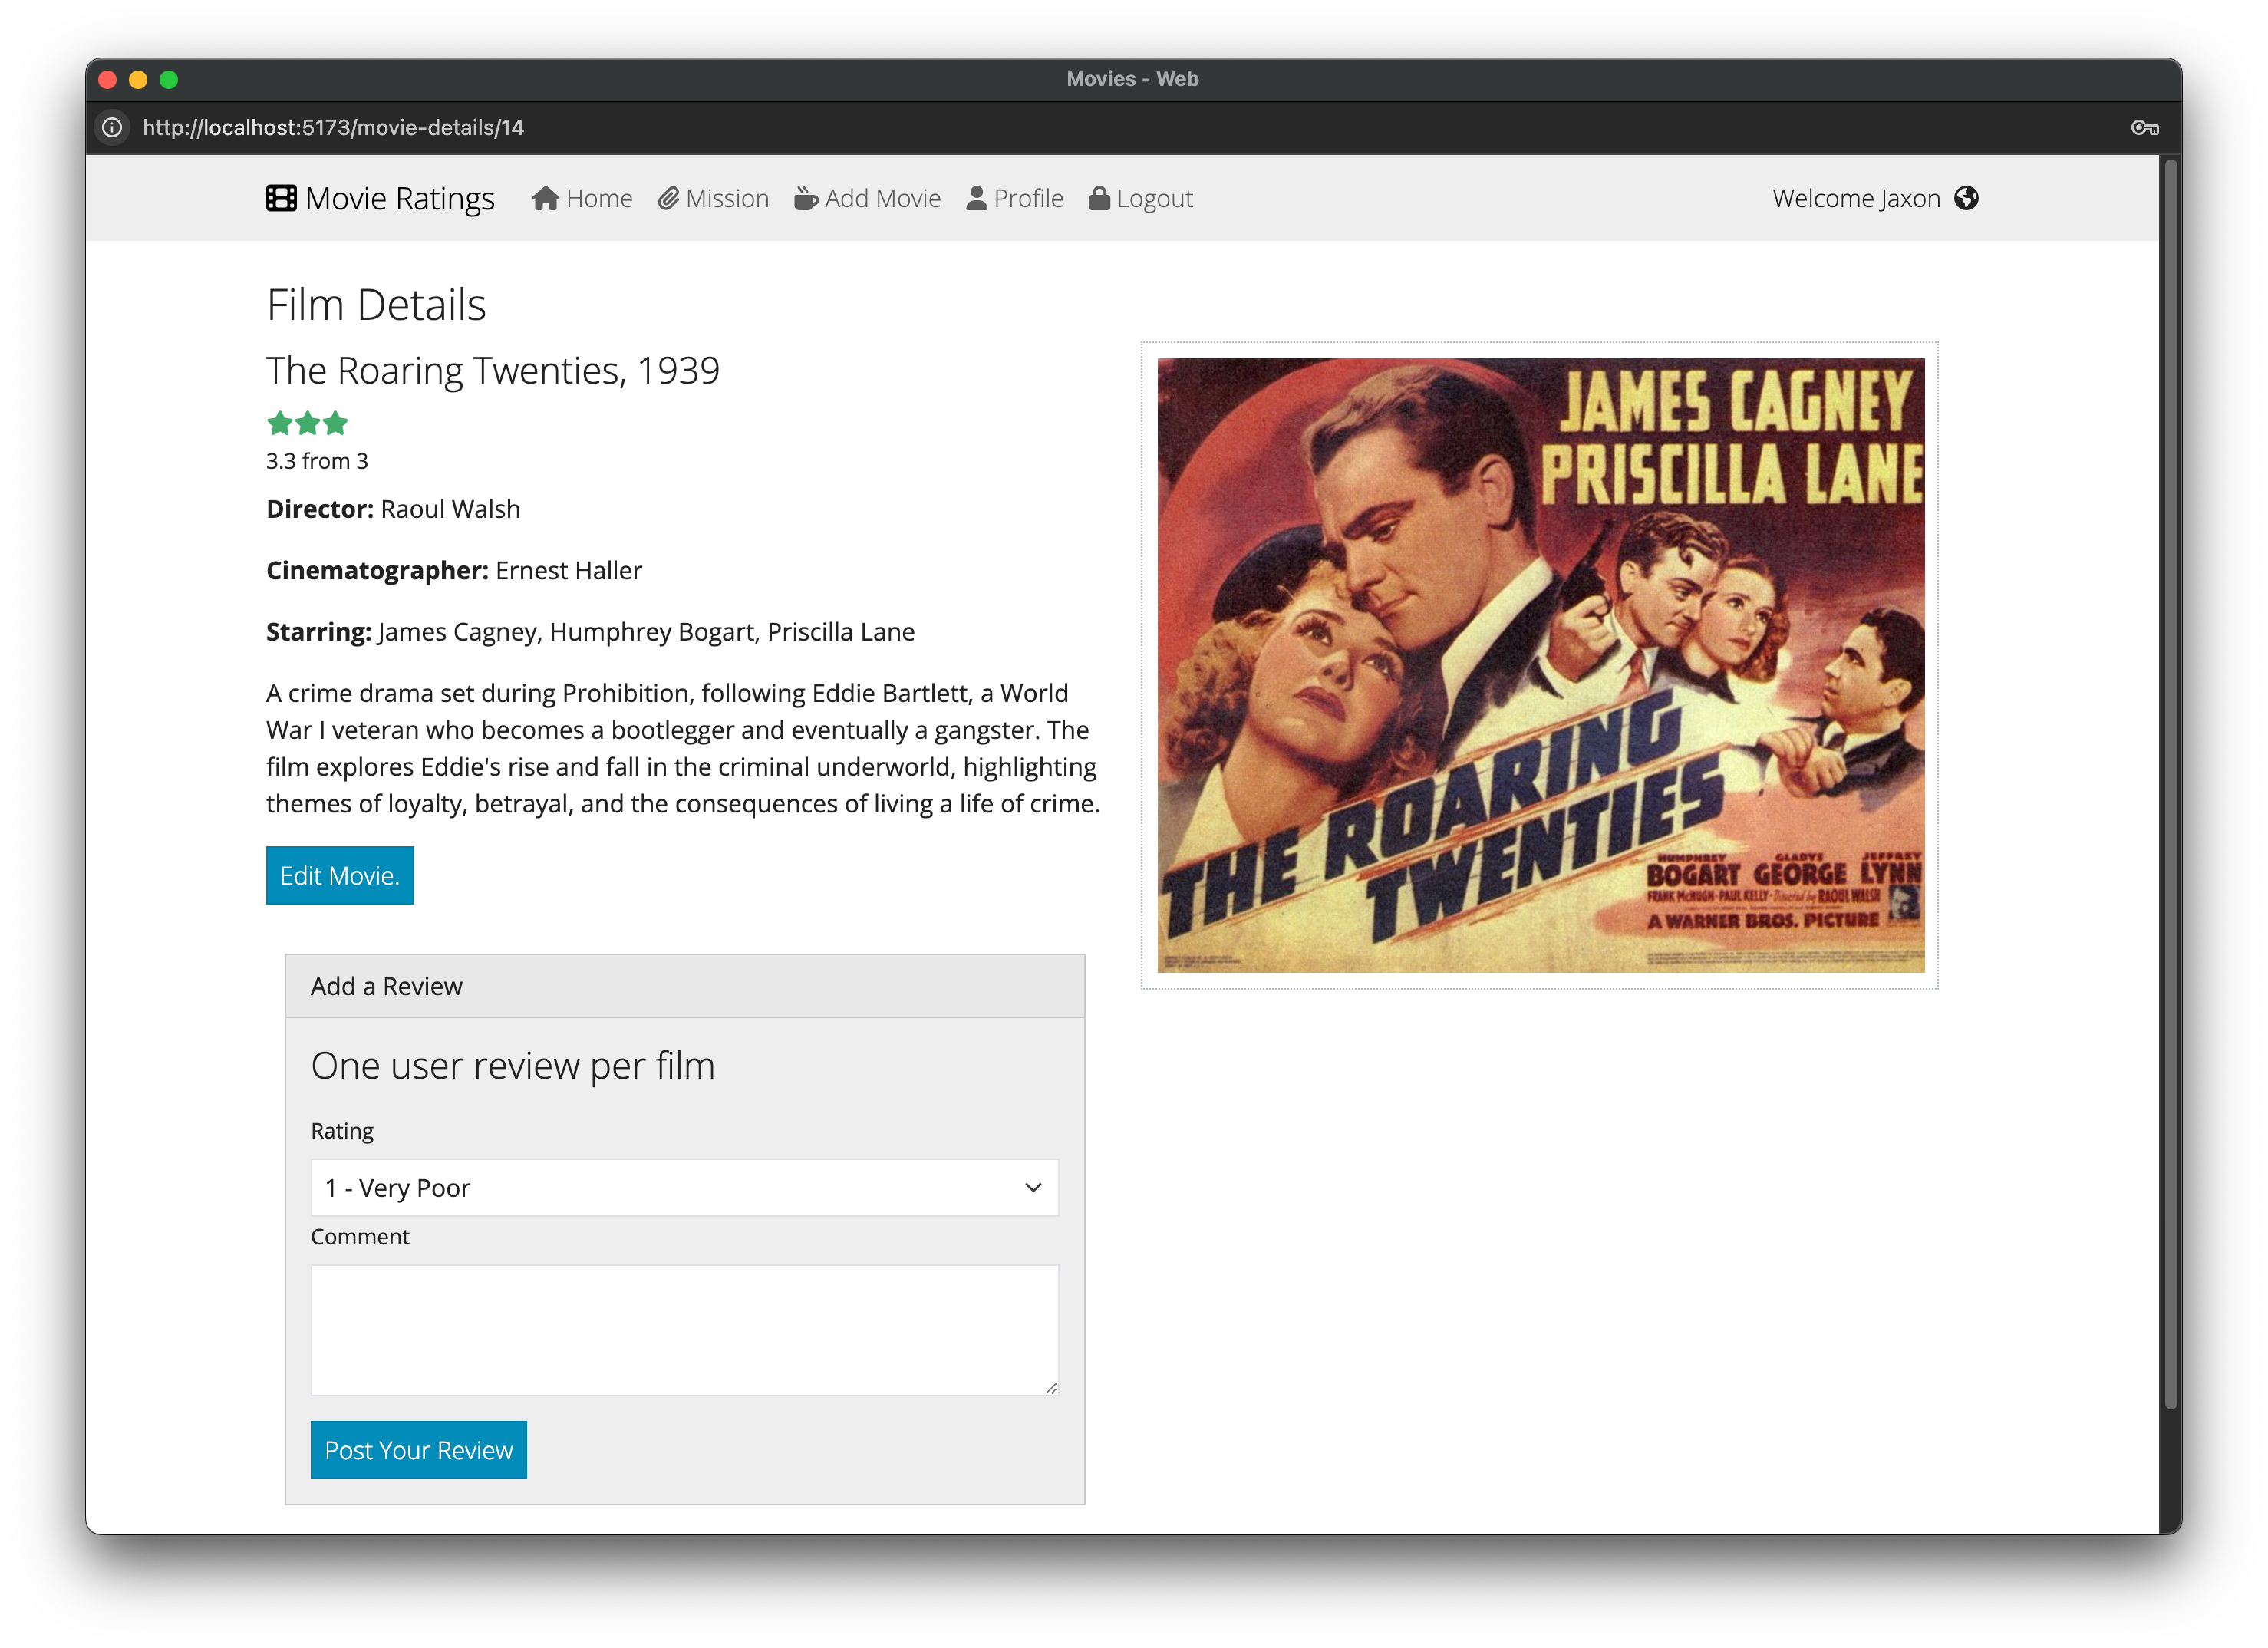 Movies - Web
http://localhost:5173/movie-details/14
Movie Ratings Home Mission Add Movie Profile Logout Welcome Jaxon
Film Details
The Roaring Twenties, 1939
3.3 from 3
Director: Raoul Walsh
Cinematographer: Ernest Haller
Starring: James Cagney, Humphrey Bogart, Priscilla Lane
A crime drama set during Prohibition, following Eddie Bartlett, a World
War I veteran who becomes a bootlegger and eventually a gangster. The
film explores Eddie's rise and fall in the criminal underworld, highlighting
themes of loyalty, betrayal, and the consequences of living a life of crime.
Edit Movie.
JAMES CAGNEY
PRISCILLA LANE
THE ROARING
TWENTIES
HUMPHREY GLADYS JEFFREY
BOGART GEORGE LYNN
FRANK McHUGH · PAUL KELLY · Directed by RAOUL WALSH
A WARNER BROS. PICTURE
Add a Review
One user review per film
Rating
1 - Very Poor
Comment
Post Your Review